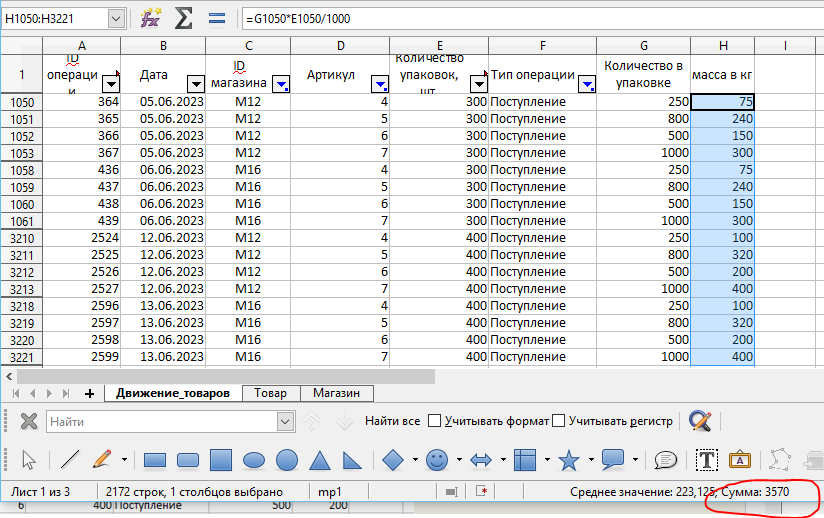 H1050:H3221 =G1050*E1050/1000
A B C D E F G H I
1 ID операци и Дата ID магазина Артикул Количество упаковок, шт Тип операции Количество в упаковке масса в кг
1050 364 05.06.2023 M12 4 300 Поступление 250 75
1051 365 05.06.2023 M12 5 300 Поступление 800 240
1052 366 05.06.2023 M12 6 300 Поступление 500 150
1053 367 05.06.2023 M12 7 300 Поступление 1000 300
1058 436 06.06.2023 M16 4 300 Поступление 250 75
1059 437 06.06.2023 M16 5 300 Поступление 800 240
1060 438 06.06.2023 M16 6 300 Поступление 500 150
1061 439 06.06.2023 M16 7 300 Поступление 1000 300
3210 2524 12.06.2023 M12 4 400 Поступление 250 100
3211 2525 12.06.2023 M12 5 400 Поступление 800 320
3212 2526 12.06.2023 M12 6 400 Поступление 500 200
3213 2527 12.06.2023 M12 7 400 Поступление 1000 400
3218 2596 13.06.2023 M16 4 400 Поступление 250 100
3219 2597 13.06.2023 M16 5 400 Поступление 800 320
3220 2598 13.06.2023 M16 6 400 Поступление 500 200
3221 2599 13.06.2023 M16 7 400 Поступление 1000 400
Движение_товаров Товар Магазин
Найти Найти все Учитывать формат Учитывать регистр
Лист 1 из 3 2172 строк, 1 столбцов выбрано mp1 Среднее значение: 223,125; Сумма: 3570
6 400 Поступление 500 200